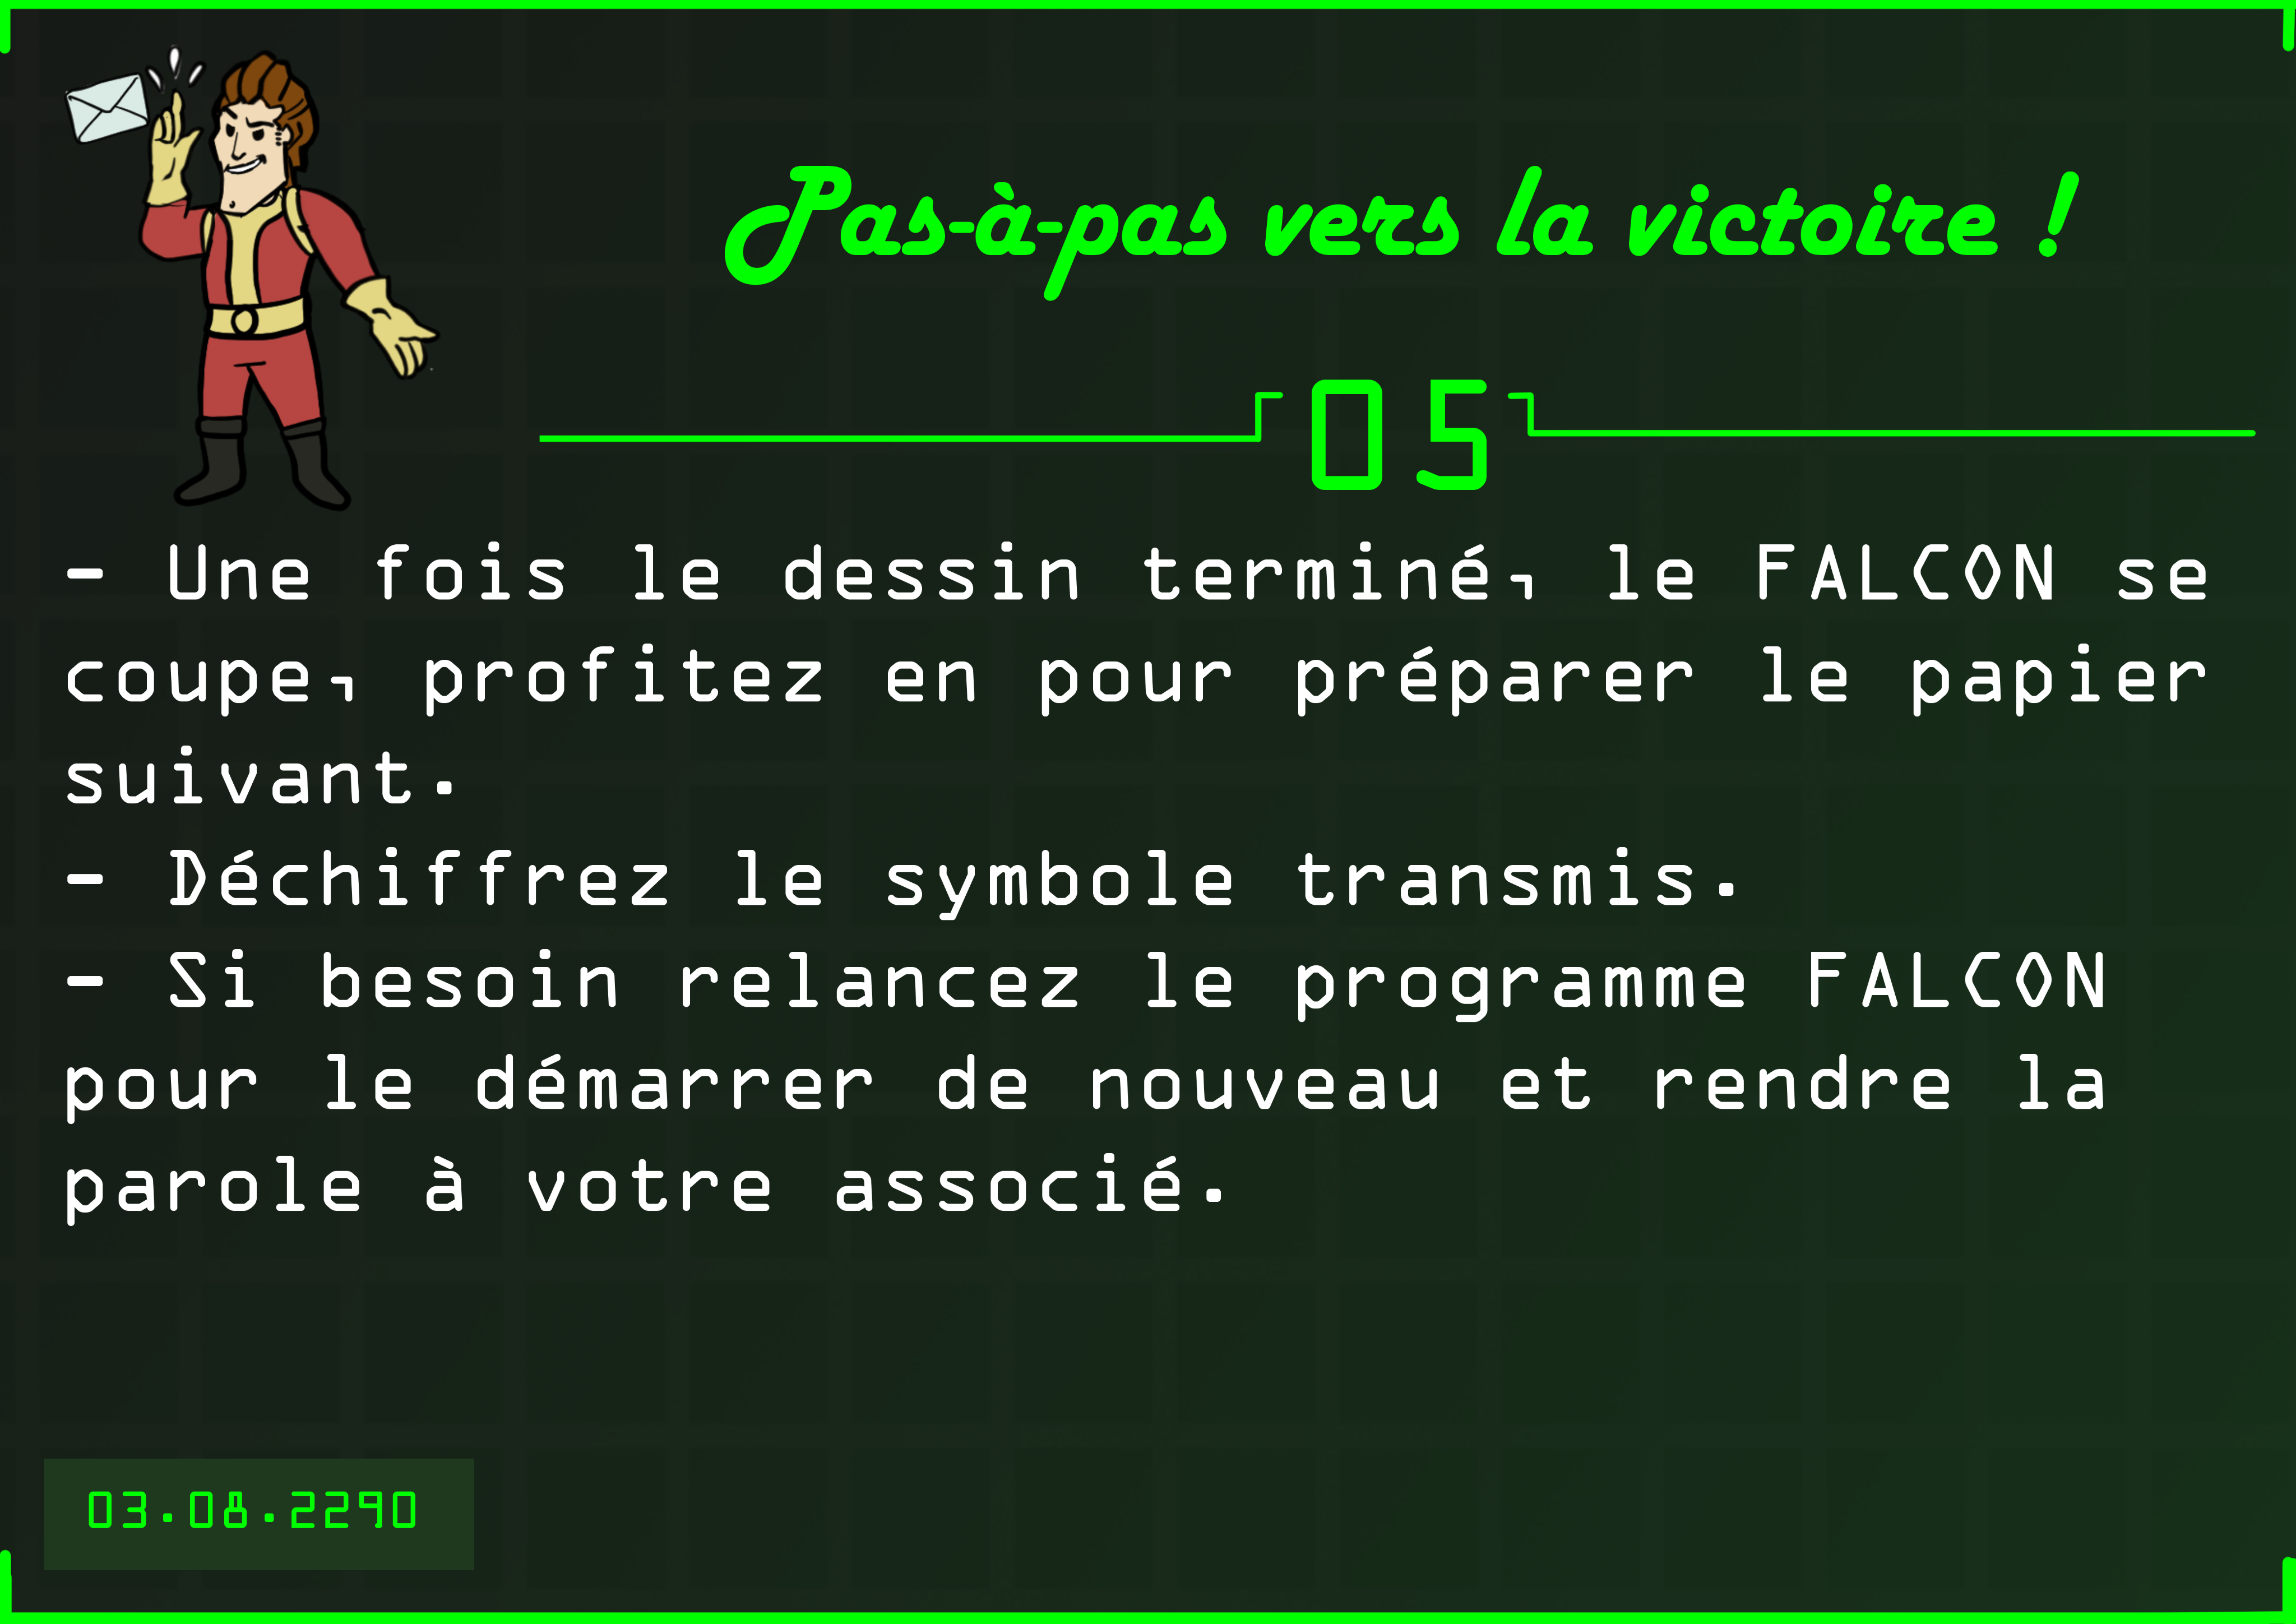 Pas-à-pas vers la victoire !
05
- Une fois le dessin terminé, le FALCON se
coupe, profitez en pour préparer le papier
suivant.
- Déchiffrez le symbole transmis.
- Si besoin relancez le programme FALCON
pour le démarrer de nouveau et rendre la
parole à votre associé.
03.08.2290